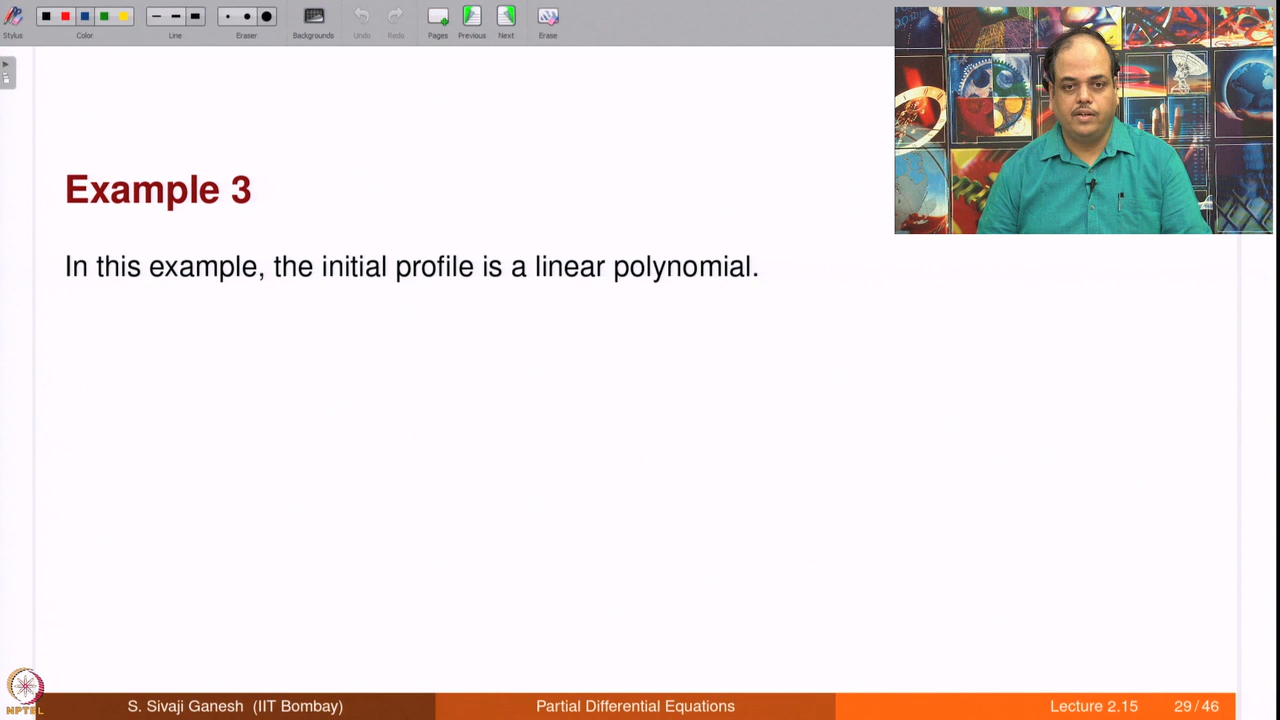 Stylus
Color
Line
Eraser
Backgrounds
Undo
Redo
Pages
Previous
Next
Erase
Example 3
In this example, the initial profile is a linear polynomial.
NPTEL
S. Sivaji Ganesh (IIT Bombay)
Partial Differential Equations
Lecture 2.15
29/46